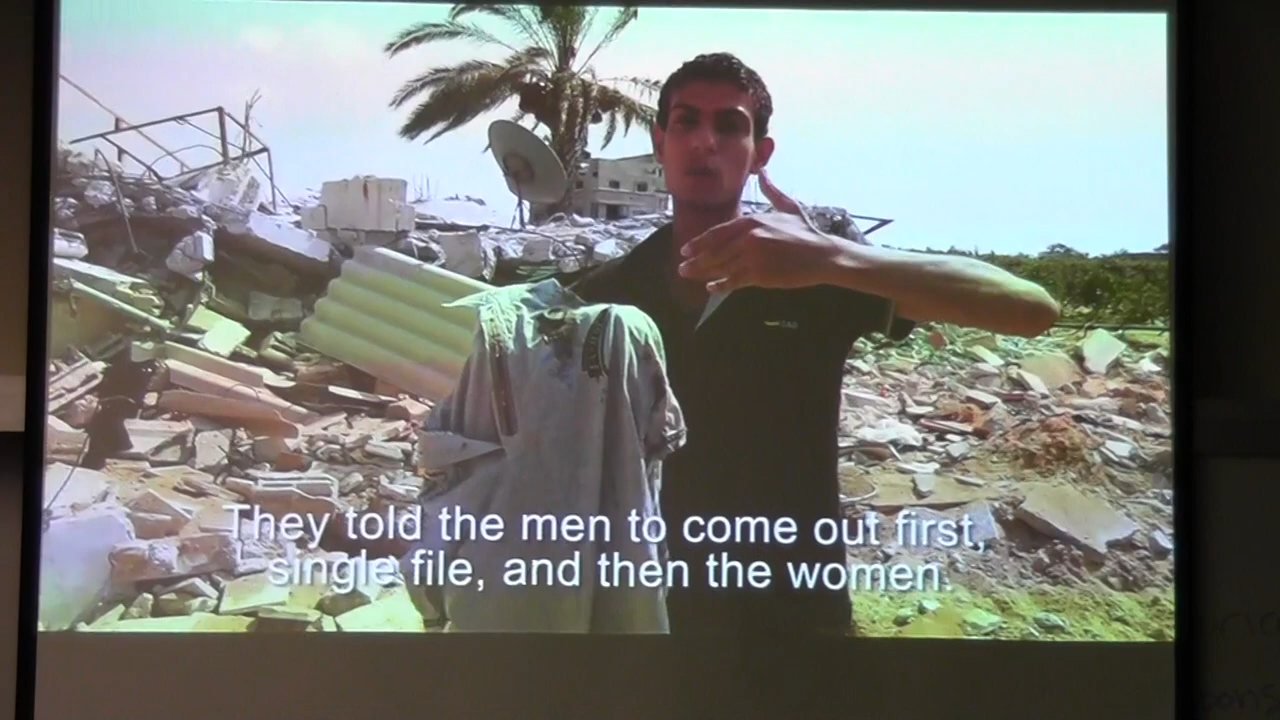 They told the men to come out first,
single file, and then the women.